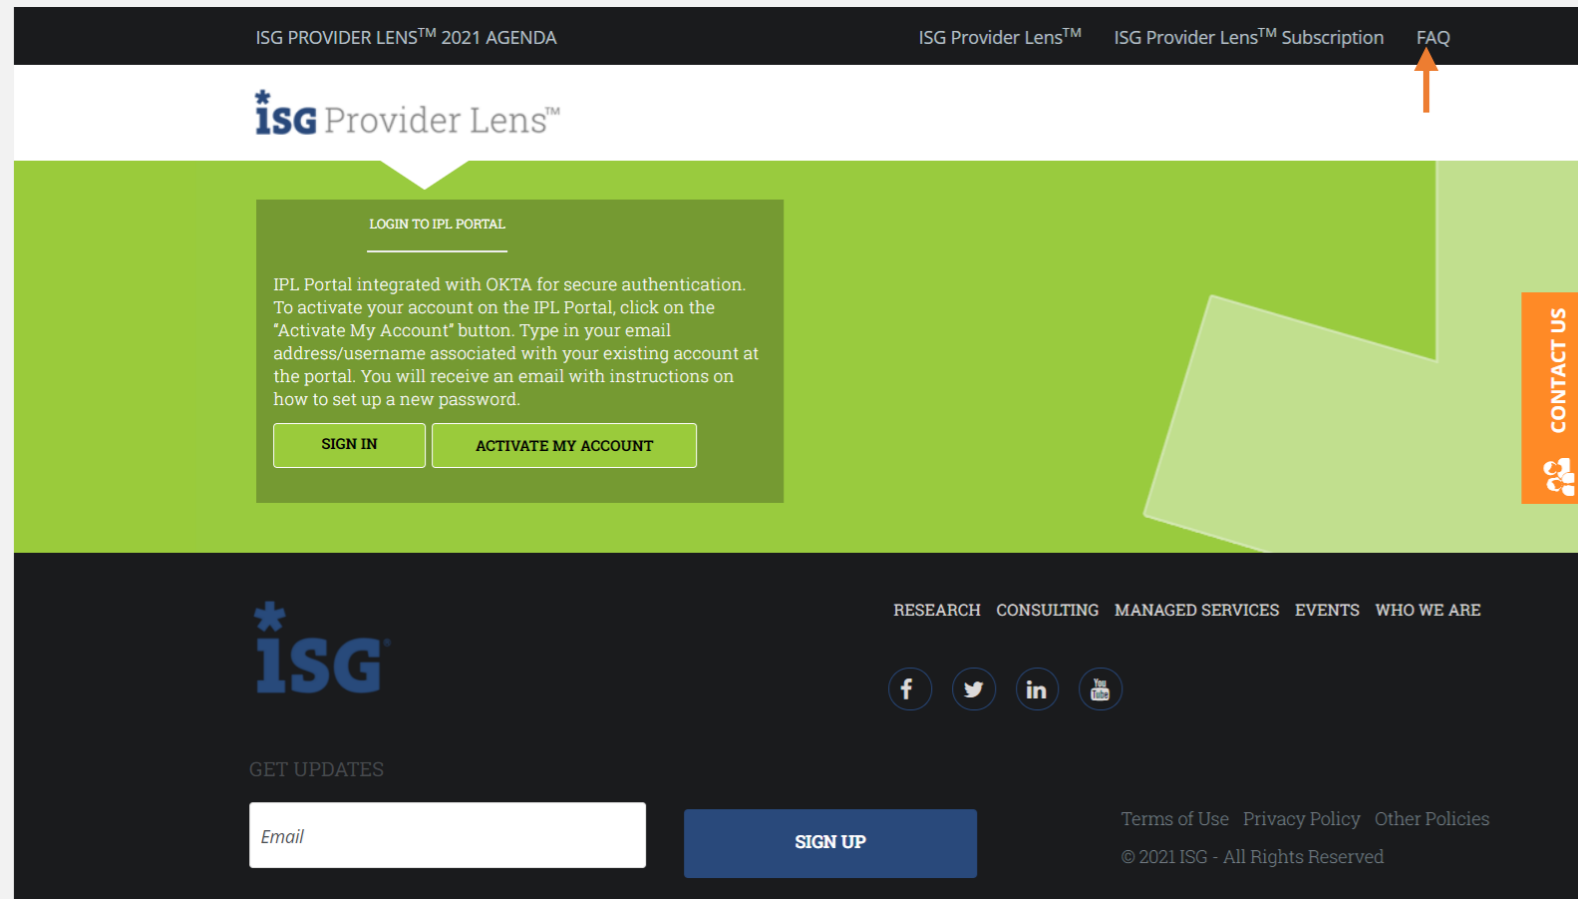 ISG PROVIDER LENS™ 2021 AGENDA
ISG Provider Lens™
ISG Provider Lens™ Subscription
FAQ
isG Provider Lens™
LOGIN TO IPL PORTAL
IPL Portal integrated with OKTA for secure authentication.
To activate your account on the IPL Portal, click on the
"Activate My Account" button. Type in your email
address/username associated with your existing account at
the portal. You will receive an email with instructions on
how to set up a new password.
SIGN IN
ACTIVATE MY ACCOUNT
CONTACT US
isG
RESEARCH CONSULTING MANAGED SERVICES EVENTS WHO WE ARE
f
in
You Tube
GET UPDATES
Email
SIGN UP
Terms of Use Privacy Policy Other Policies
© 2021 ISG - All Rights Reserved